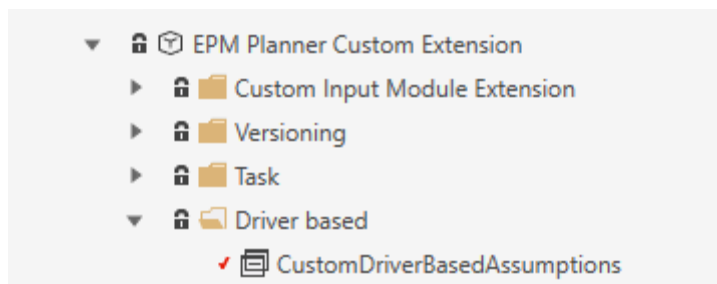 EPM Planner Custom Extension
Custom Input Module Extension
Versioning
Task
Driver based
CustomDriverBasedAssumptions